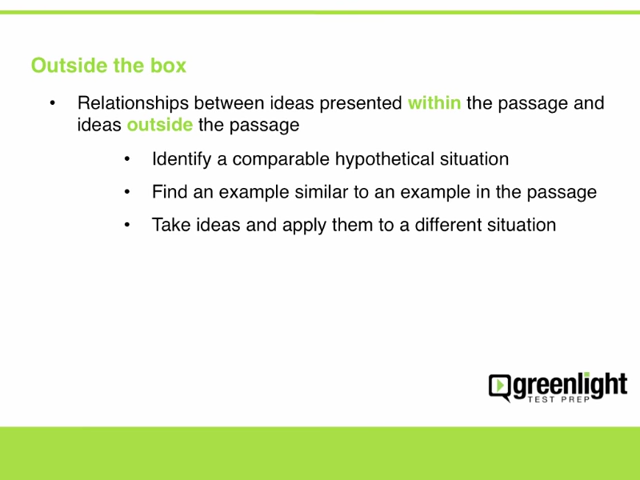 Outside the box
• Relationships between ideas presented within the passage and
ideas outside the passage
• Identify a comparable hypothetical situation
• Find an example similar to an example in the passage
• Take ideas and apply them to a different situation
greenlight
TEST PREP